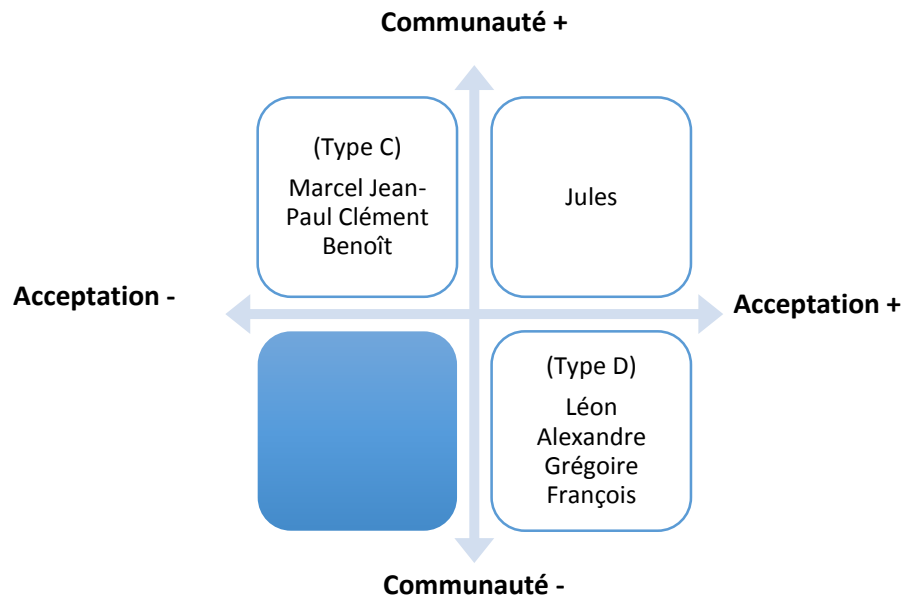 Communauté +
(Type C)
Marcel Jean-
Paul Clément
Benoît
Jules
Acceptation -
Acceptation +
(Type D)
Léon
Alexandre
Grégoire
François
Communauté -